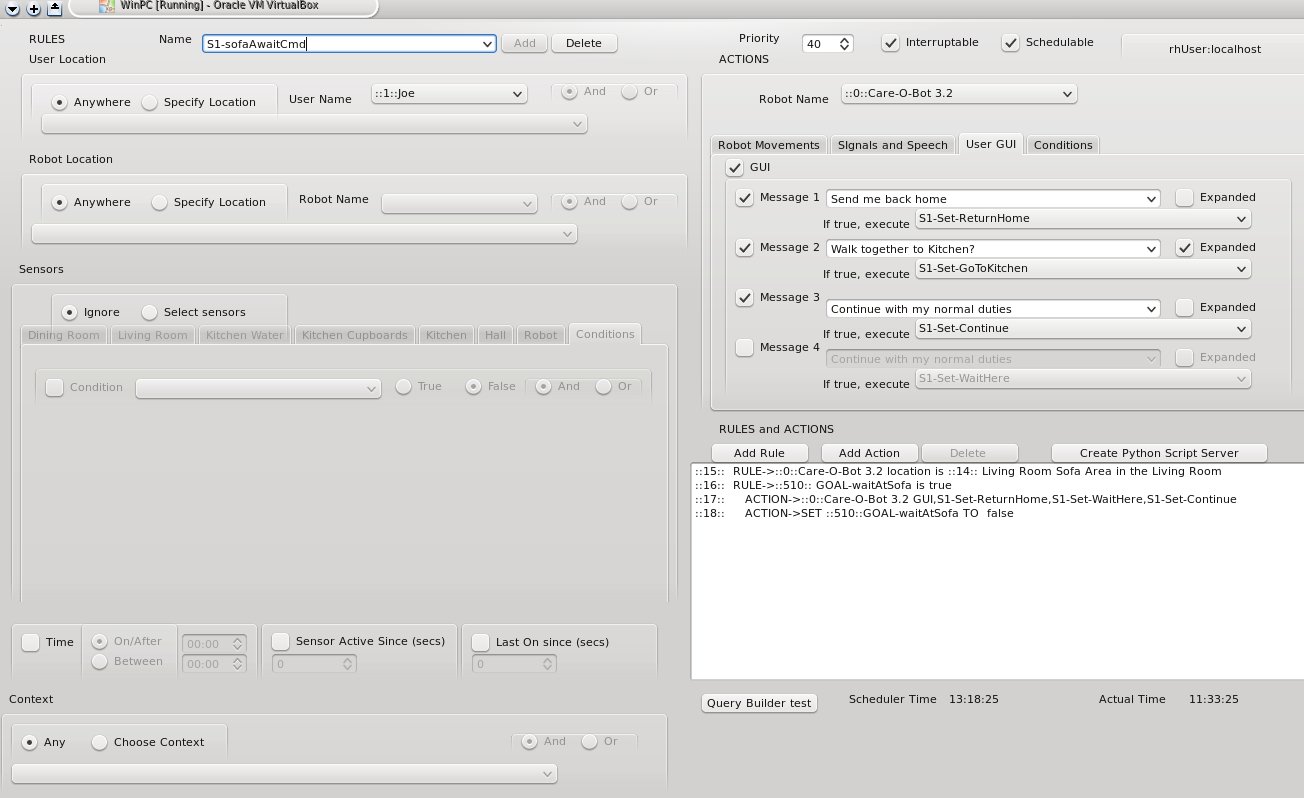 WinPC [Running] - Oracle VM VirtualBox
RULES
Name
S1-sofaAwaitCmd
Add
Delete
User Location
Anywhere
Specify Location
User Name
::1::Joe
And
Or
Robot Location
Anywhere
Specify Location
Robot Name
And
Or
Sensors
Ignore
Select sensors
Dining Room
Living Room
Kitchen Water
Kitchen Cupboards
Kitchen
Hall
Robot
Conditions
Condition
True
False
And
Or
Time
On/After
Between
00:00
00:00
Sensor Active Since (secs)
0
Last On since (secs)
0
Context
Any
Choose Context
And
Or
Priority
40
Interruptable
Schedulable
rhUser:localhost
ACTIONS
Robot Name
::0::Care-O-Bot 3.2
Robot Movements
SIgnals and Speech
User GUI
Conditions
GUI
Message 1
Send me back home
Expanded
If true, execute
S1-Set-ReturnHome
Message 2
Walk together to Kitchen?
Expanded
If true, execute
S1-Set-GoToKitchen
Message 3
Continue with my normal duties
Expanded
If true, execute
S1-Set-Continue
Message 4
Continue with my normal duties
Expanded
If true, execute
S1-Set-WaitHere
RULES and ACTIONS
Add Rule
Add Action
Delete
Create Python Script Server
::15:: RULE->::0::Care-O-Bot 3.2 location is ::14:: Living Room Sofa Area in the Living Room
::16:: RULE->::510:: GOAL-waitAtSofa is true
::17:: ACTION->::0::Care-O-Bot 3.2 GUI,S1-Set-ReturnHome,S1-Set-WaitHere,S1-Set-Continue
::18:: ACTION->SET ::510::GOAL-waitAtSofa TO false
Query Builder test
Scheduler Time 13:18:25
Actual Time 11:33:25